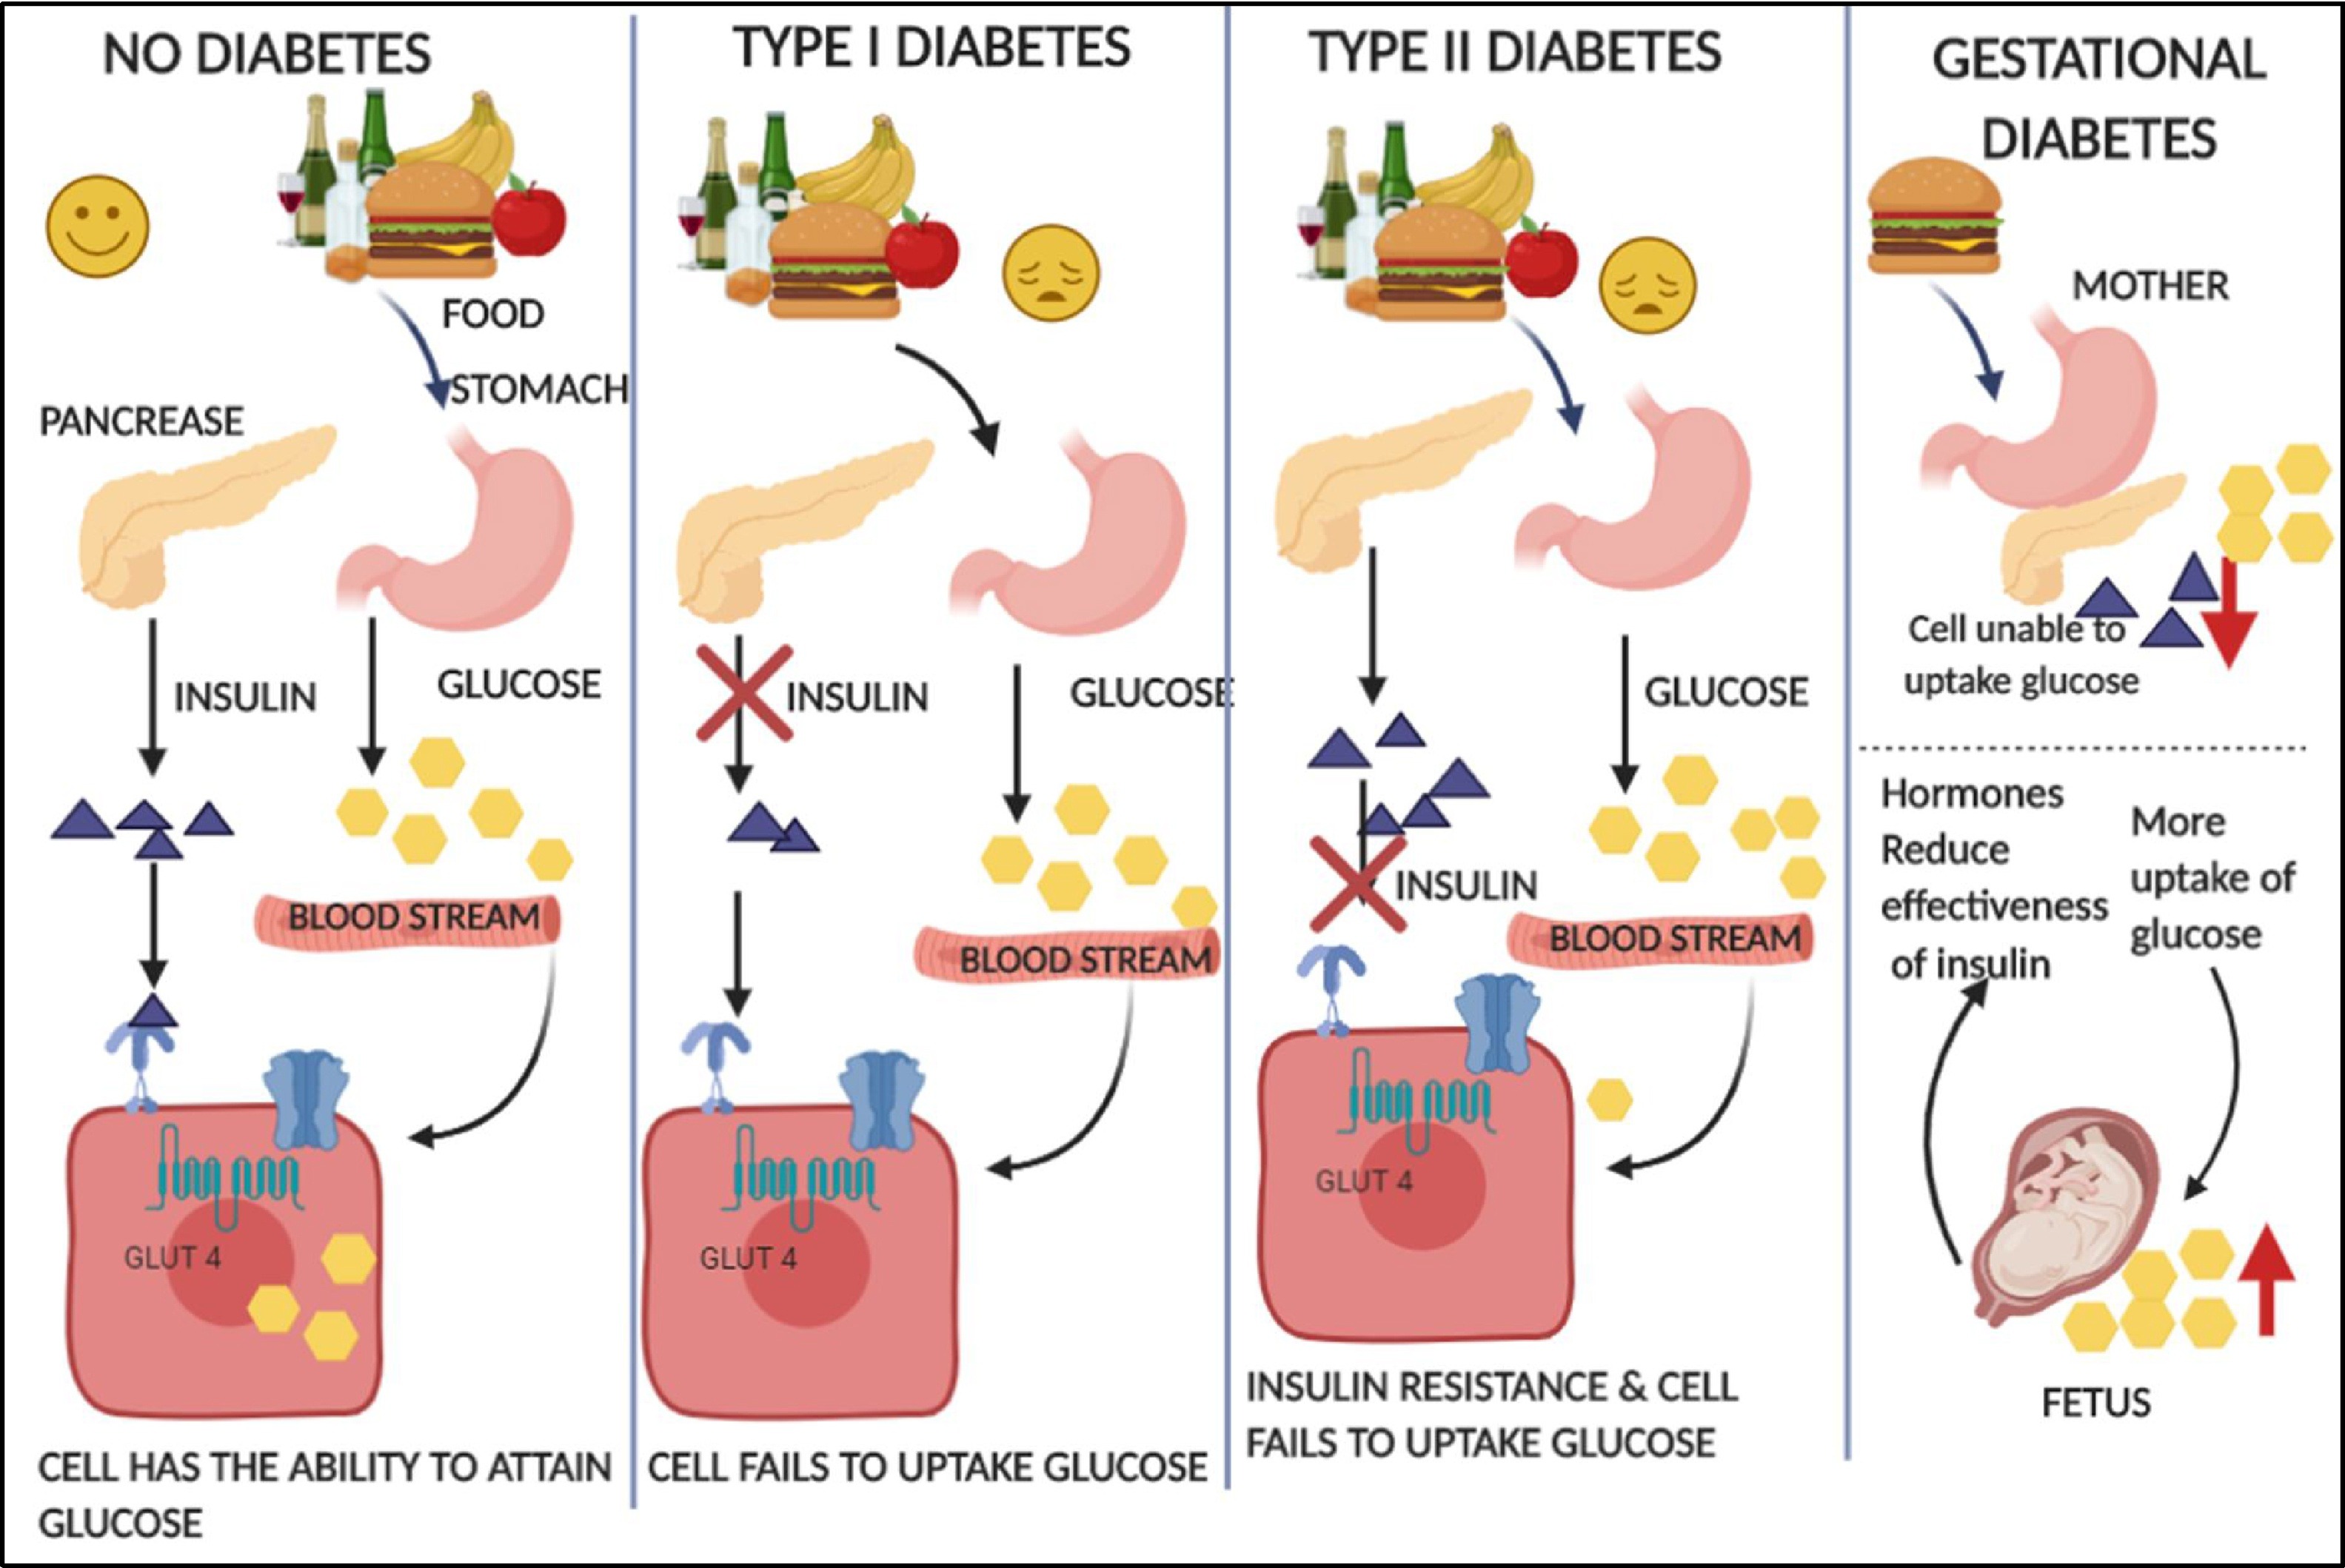 NO DIABETES
FOOD
STOMACH
PANCREASE
INSULIN
GLUCOSE
BLOOD STREAM
GLUT 4
CELL HAS THE ABILITY TO ATTAIN
GLUCOSE
TYPE I DIABETES
INSULIN
GLUCOSE
BLOOD STREAM
GLUT 4
CELL FAILS TO UPTAKE GLUCOSE
TYPE II DIABETES
GLUCOSE
INSULIN
BLOOD STREAM
GLUT 4
INSULIN RESISTANCE & CELL
FAILS TO UPTAKE GLUCOSE
GESTATIONAL
DIABETES
MOTHER
Cell unable to
uptake glucose
Hormones
Reduce
effectiveness
of insulin
More
uptake of
glucose
FETUS